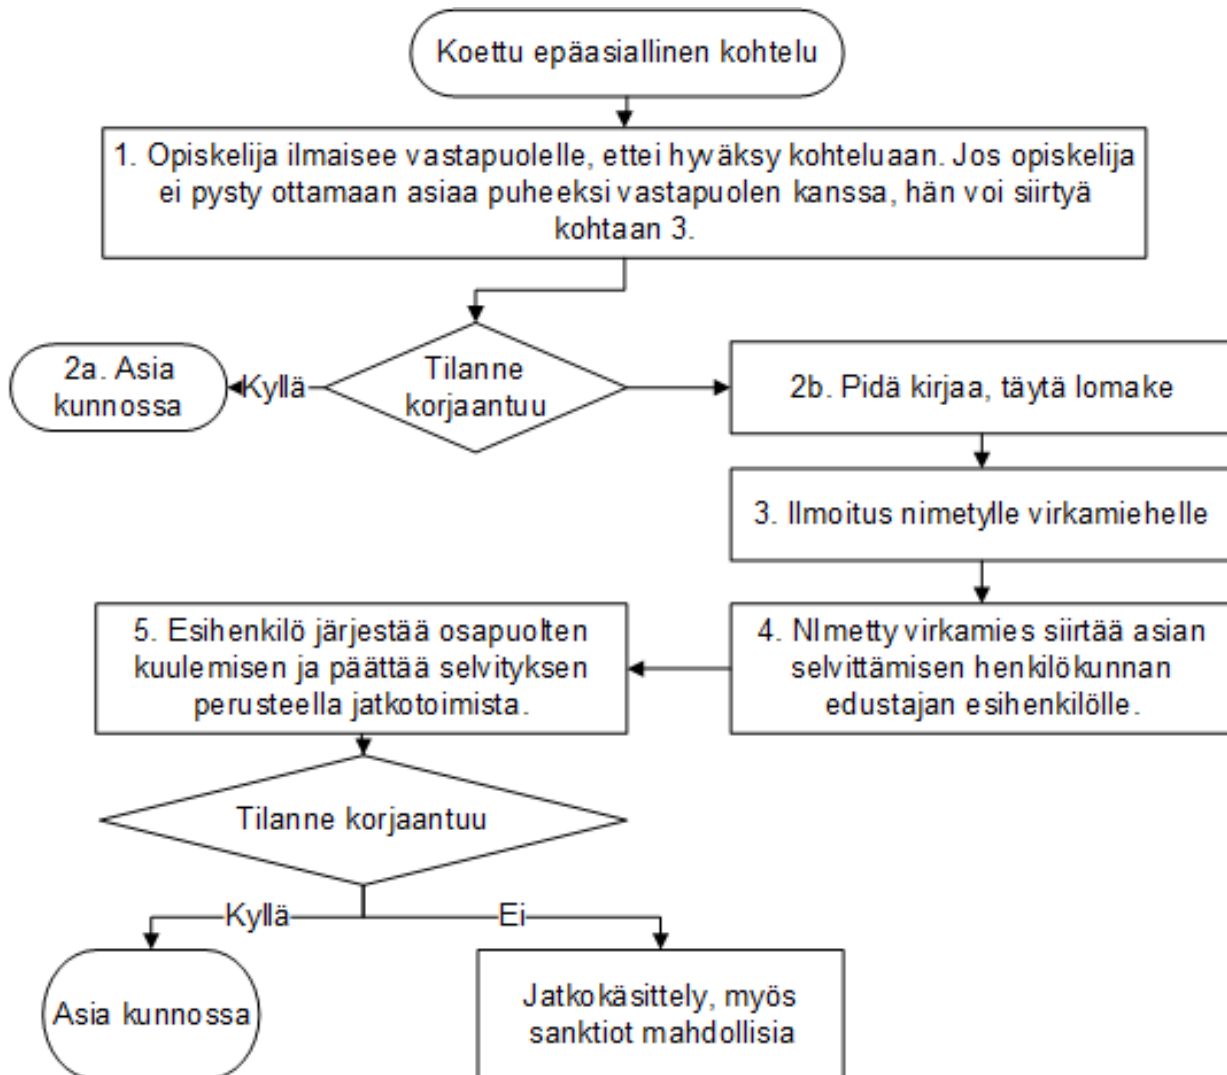 Koettu epäasiallinen kohtelu
1. Opiskelija ilmaisee vastapuolelle, ettei hyväksy kohteluaan. Jos opiskelija
ei pysty ottamaan asiaa puheeksi vastapuolen kanssa, hän voi siirtyä
kohtaan 3.
2a. Asia
kunnossa
Kyllä
Tilanne
korjaantuu
2b. Pidä kirjaa, täytä lomake
3. Ilmoitus nimetylle virkamiehelle
4. NImetty virkamies siirtää asian
selvittämisen henkilökunnan
edustajan esihenkilölle.
5. Esihenkilö järjestää osapuolten
kuulemisen ja päättää selvityksen
perusteella jatkotoimista.
Tilanne korjaantuu
Kyllä
Ei
Asia kunnossa
Jatkokäsittely, myös
sanktiot mahdollisia